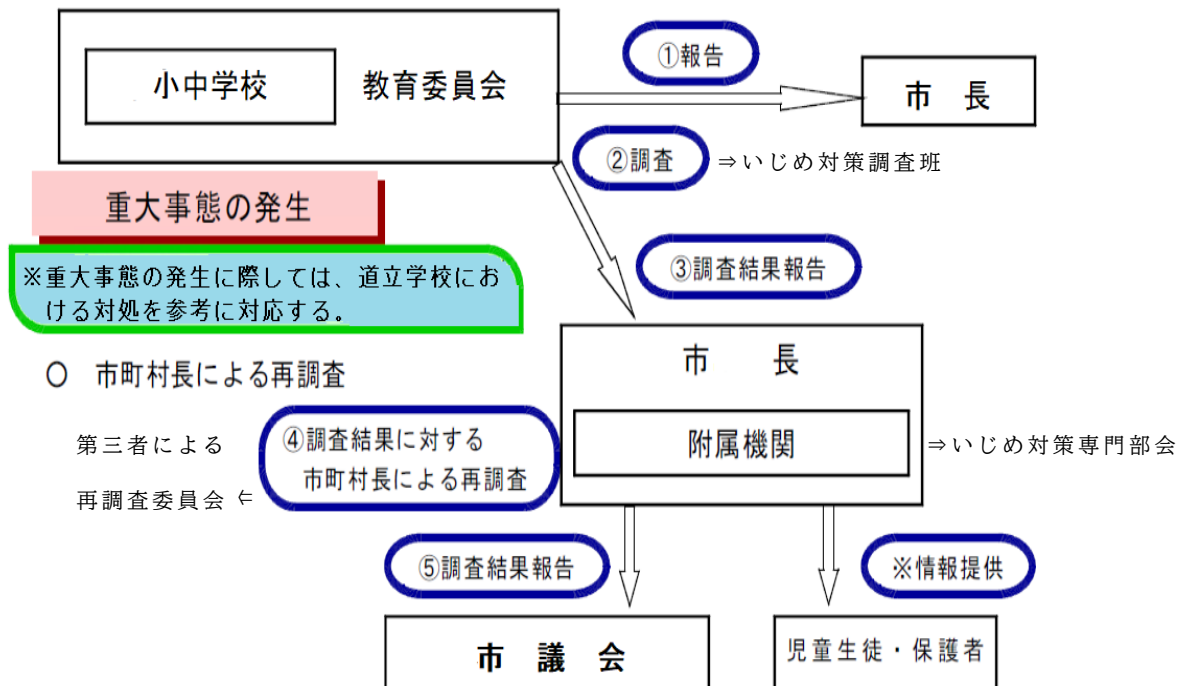 ①報告
小中学校
教育委員会
市　長
②調査
⇒いじめ対策調査班
重大事態の発生
③調査結果報告
※重大事態の発生に際しては、道立学校にお
ける対処を参考に対応する。
市　長
〇　市町村長による再調査
第三者による
再調査委員会 ⇐
④調査結果に対する
市町村長による再調査
附属機関
⇒いじめ対策専門部会
⑤調査結果報告
※情報提供
市　議　会
児童生徒・保護者